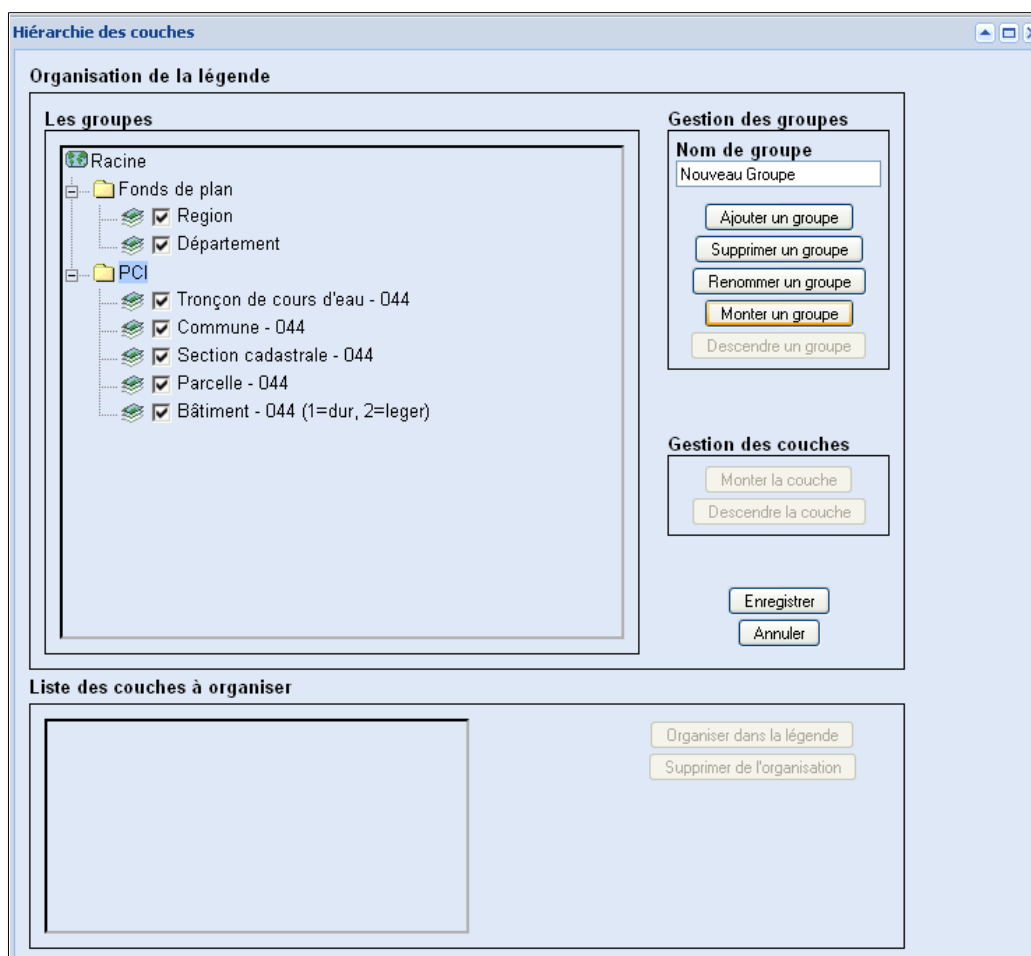 Hiérarchie des couches
Organisation de la légende
Les groupes
Racine
Fonds de plan
Region
Département
PCI
Tronçon de cours d'eau - 044
Commune - 044
Section cadastrale - 044
Parcelle - 044
Bâtiment - 044 (1=dur, 2=leger)
Gestion des groupes
Nom de groupe
Nouveau Groupe
Ajouter un groupe
Supprimer un groupe
Renommer un groupe
Monter un groupe
Descendre un groupe
Gestion des couches
Monter la couche
Descendre la couche
Enregistrer
Annuler
Liste des couches à organiser
Organiser dans la légende
Supprimer de l'organisation